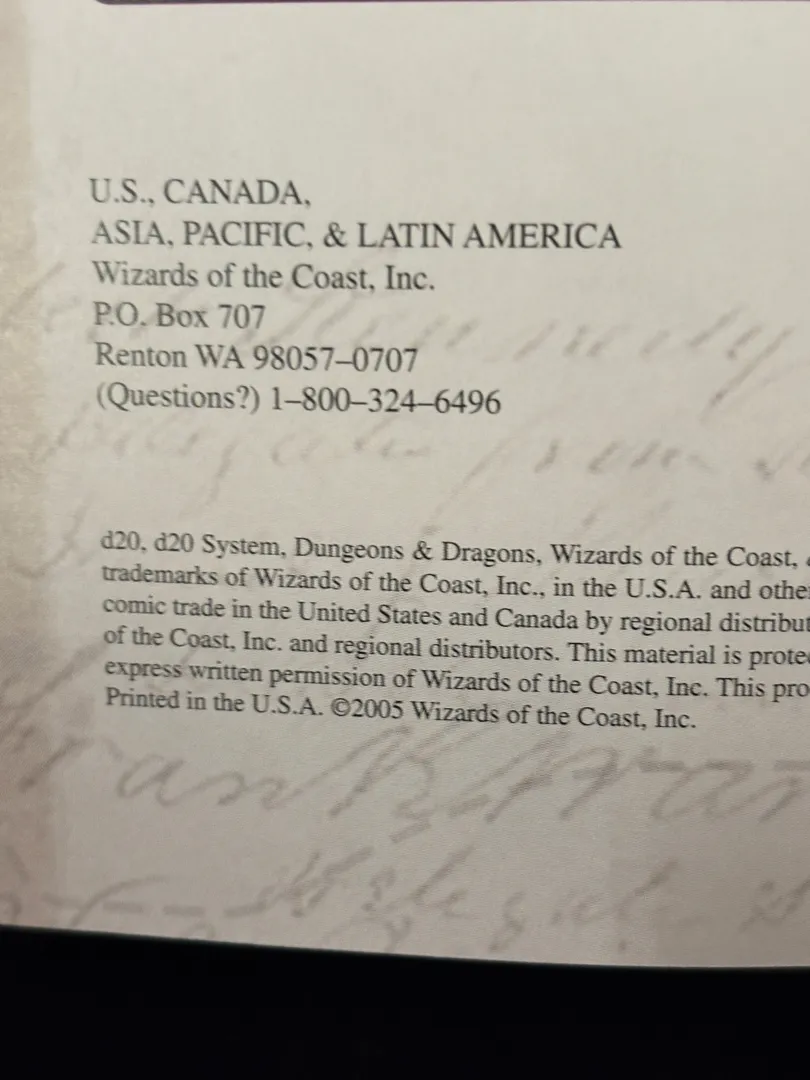 U.S., CANADA,
ASIA, PACIFIC, & LATIN AMERICA
Wizards of the Coast, Inc.
P.O. Box 707
Renton WA 98057–0707
(Questions?) 1–800–324–6496
d20, d20 System, Dungeons & Dragons, Wizards of the Coast,
trademarks of Wizards of the Coast, Inc., in the U.S.A. and othe
comic trade in the United States and Canada by regional distribut
of the Coast, Inc. and regional distributors. This material is prote
express written permission of Wizards of the Coast, Inc. This pro
Printed in the U.S.A. ©2005 Wizards of the Coast, Inc.